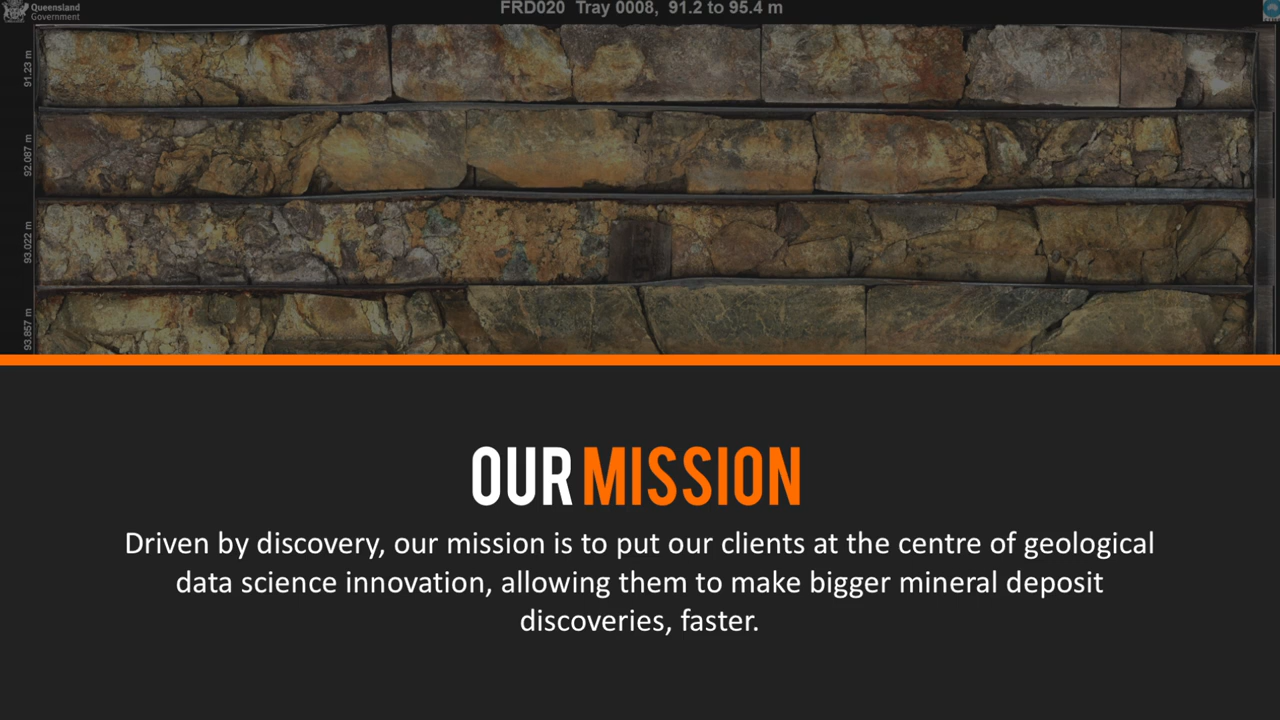 Queensland
Government
FRD020 Tray 0008, 91.2 to 95.4 m
91.23 m
92.087 m
93.022 m
93.857 m
OUR MISSION
Driven by discovery, our mission is to put our clients at the centre of geological
data science innovation, allowing them to make bigger mineral deposit
discoveries, faster.